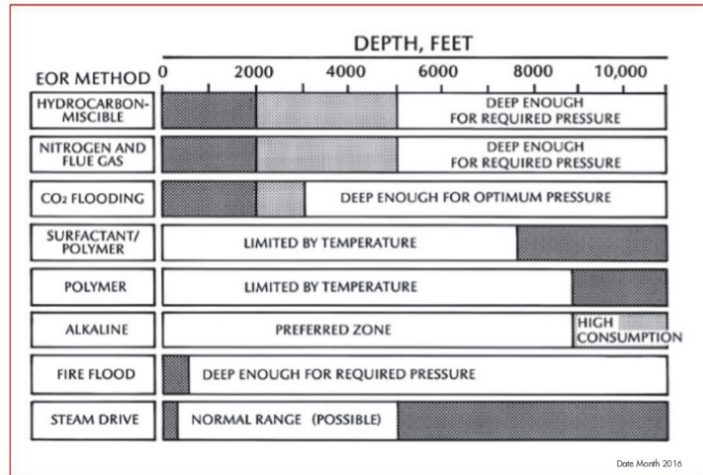 DEPTH, FEET
EOR METHOD
0 2000 4000 6000 8000 10,000
HYDROCARBON-
MISCIBLE
DEEP ENOUGH
FOR REQUIRED PRESSURE
NITROGEN AND
FLUE GAS
DEEP ENOUGH
FOR REQUIRED PRESSURE
CO2 FLOODING
DEEP ENOUGH FOR OPTIMUM PRESSURE
SURFACTANT/
POLYMER
LIMITED BY TEMPERATURE
POLYMER
LIMITED BY TEMPERATURE
ALKALINE
PREFERRED ZONE
HIGH
CONSUMPTION
FIRE FLOOD
DEEP ENOUGH FOR REQUIRED PRESSURE
STEAM DRIVE
NORMAL RANGE (POSSIBLE)
Date Month 2016